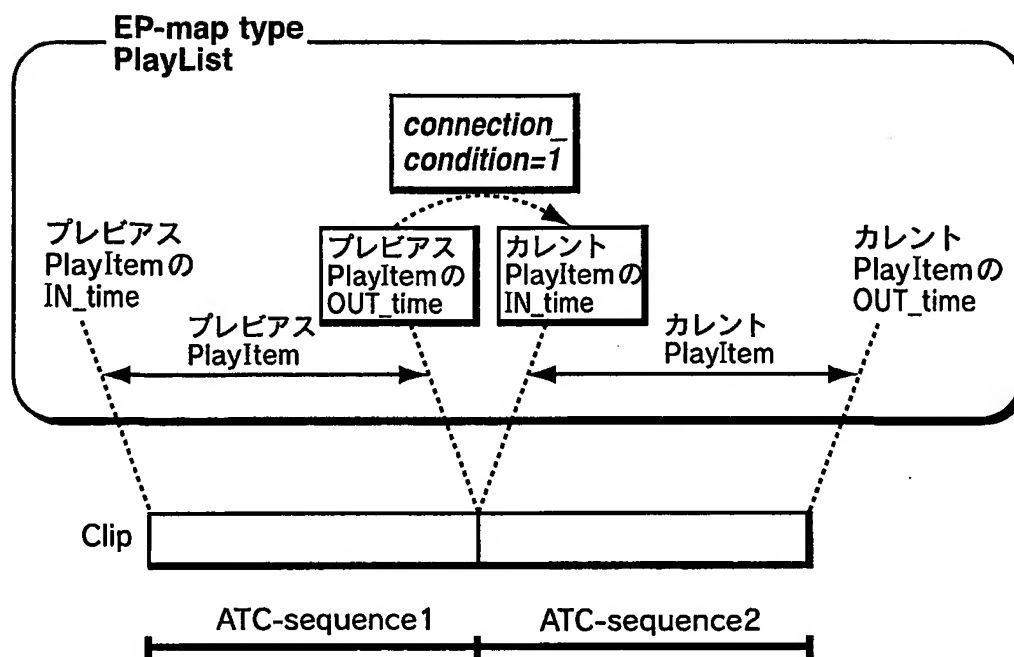 EP-map type
PlayList
connection_
condition=1
プレビアス
PlayItemの
IN_time
プレビアス
PlayItemの
OUT_time
カレント
PlayItemの
IN_time
カレント
PlayItemの
OUT_time
プレビアス
PlayItem
カレント
PlayItem
Clip
ATC-sequence1
ATC-sequence2